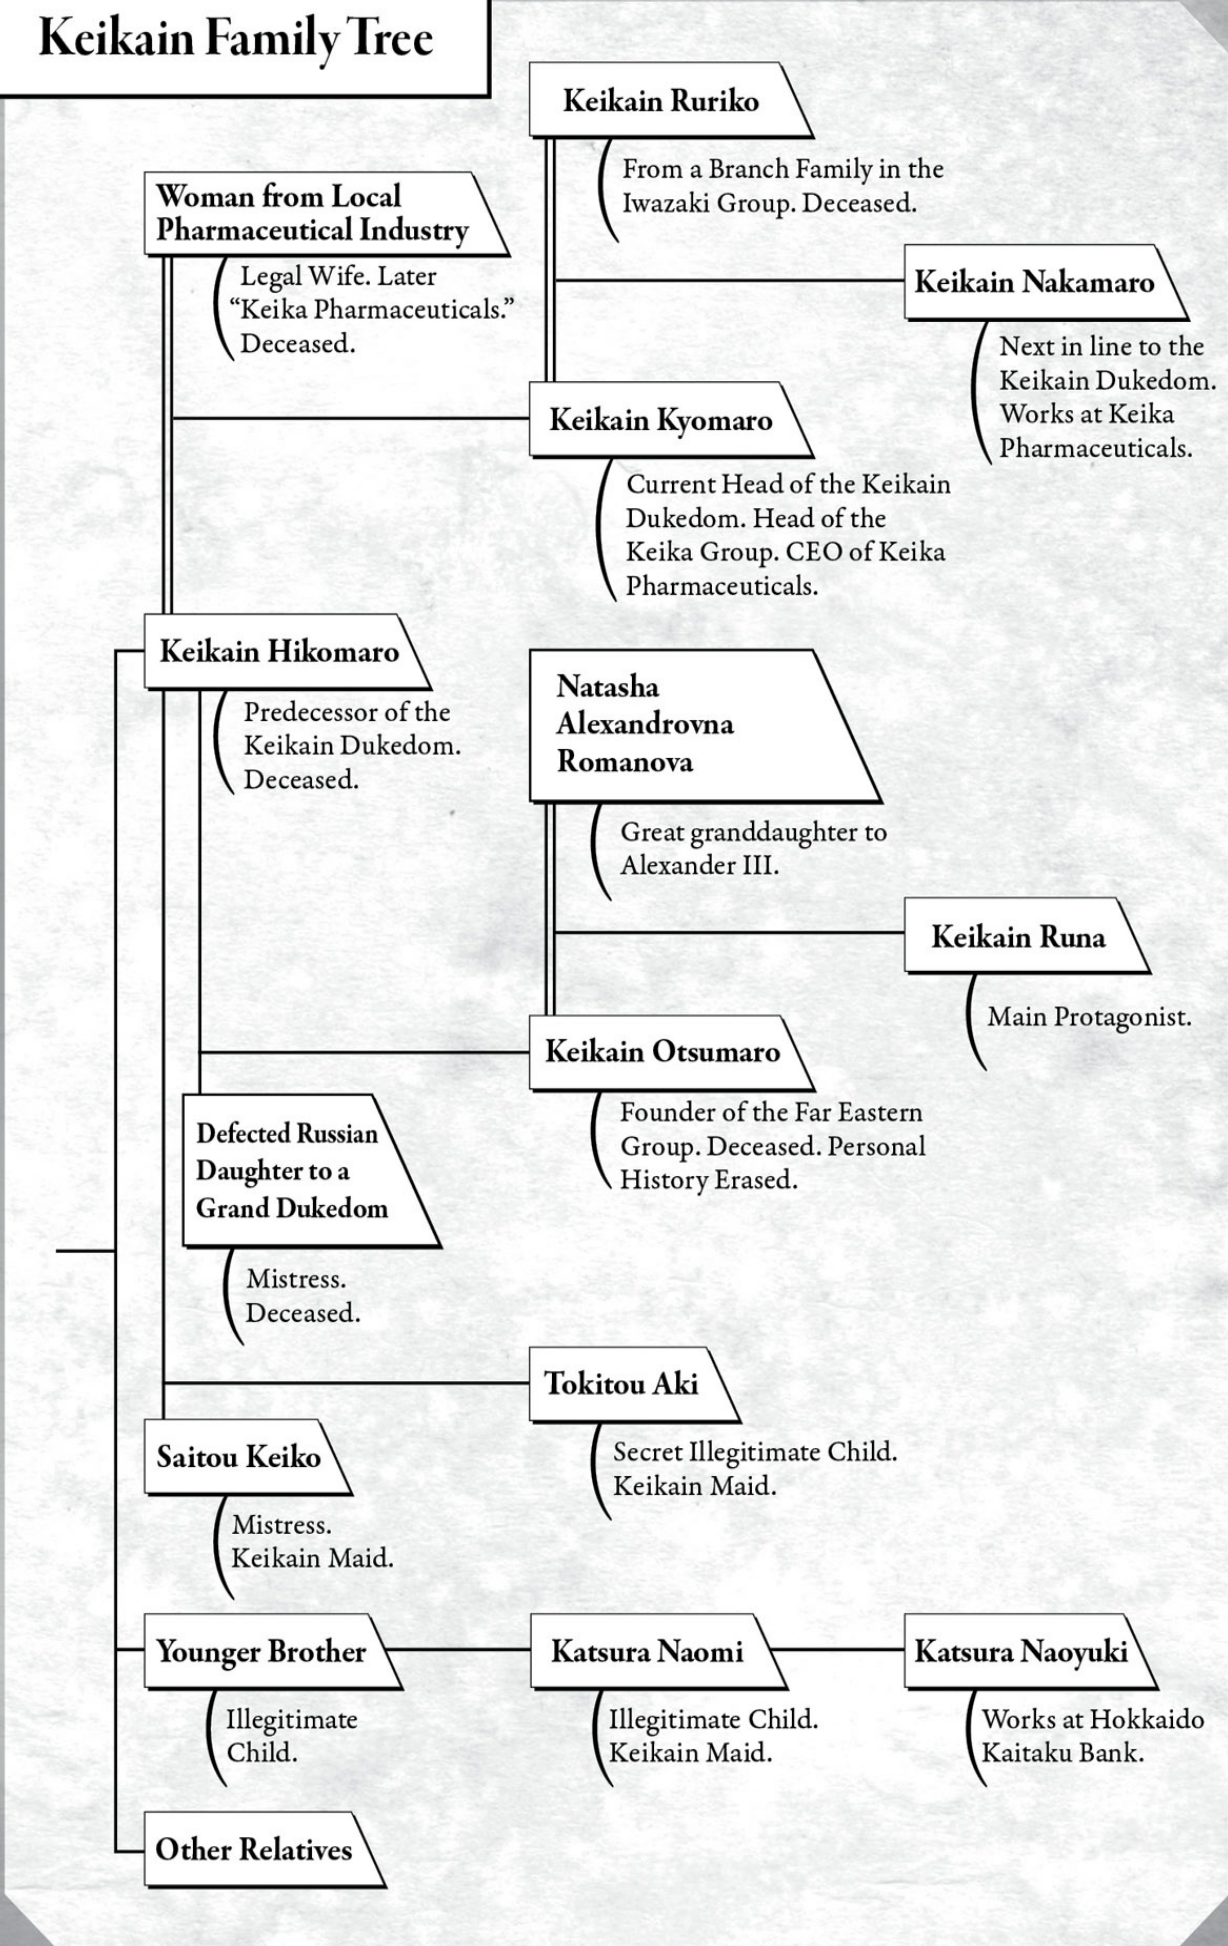 Keikain Family Tree
Keikain Ruriko
From a Branch Family in the
Iwazaki Group. Deceased.
Woman from Local
Pharmaceutical Industry
Legal Wife. Later
“Keika Pharmaceuticals.”
Deceased.
Keikain Nakamaro
Next in line to the
Keikain Dukedom.
Works at Keika
Pharmaceuticals.
Keikain Kyomaro
Current Head of the Keikain
Dukedom. Head of the
Keika Group. CEO of Keika
Pharmaceuticals.
Keikain Hikomaro
Predecessor of the
Keikain Dukedom.
Deceased.
Natasha
Alexandrovna
Romanova
Great granddaughter to
Alexander III.
Keikain Runa
Main Protagonist.
Keikain Otsumaro
Founder of the Far Eastern
Group. Deceased. Personal
History Erased.
Defected Russian
Daughter to a
Grand Dukedom
Mistress.
Deceased.
Tokitou Aki
Secret Illegitimate Child.
Keikain Maid.
Saitou Keiko
Mistress.
Keikain Maid.
Younger Brother
Illegitimate
Child.
Katsura Naomi
Illegitimate Child.
Keikain Maid.
Katsura Naoyuki
Works at Hokkaido
Kaitaku Bank.
Other Relatives